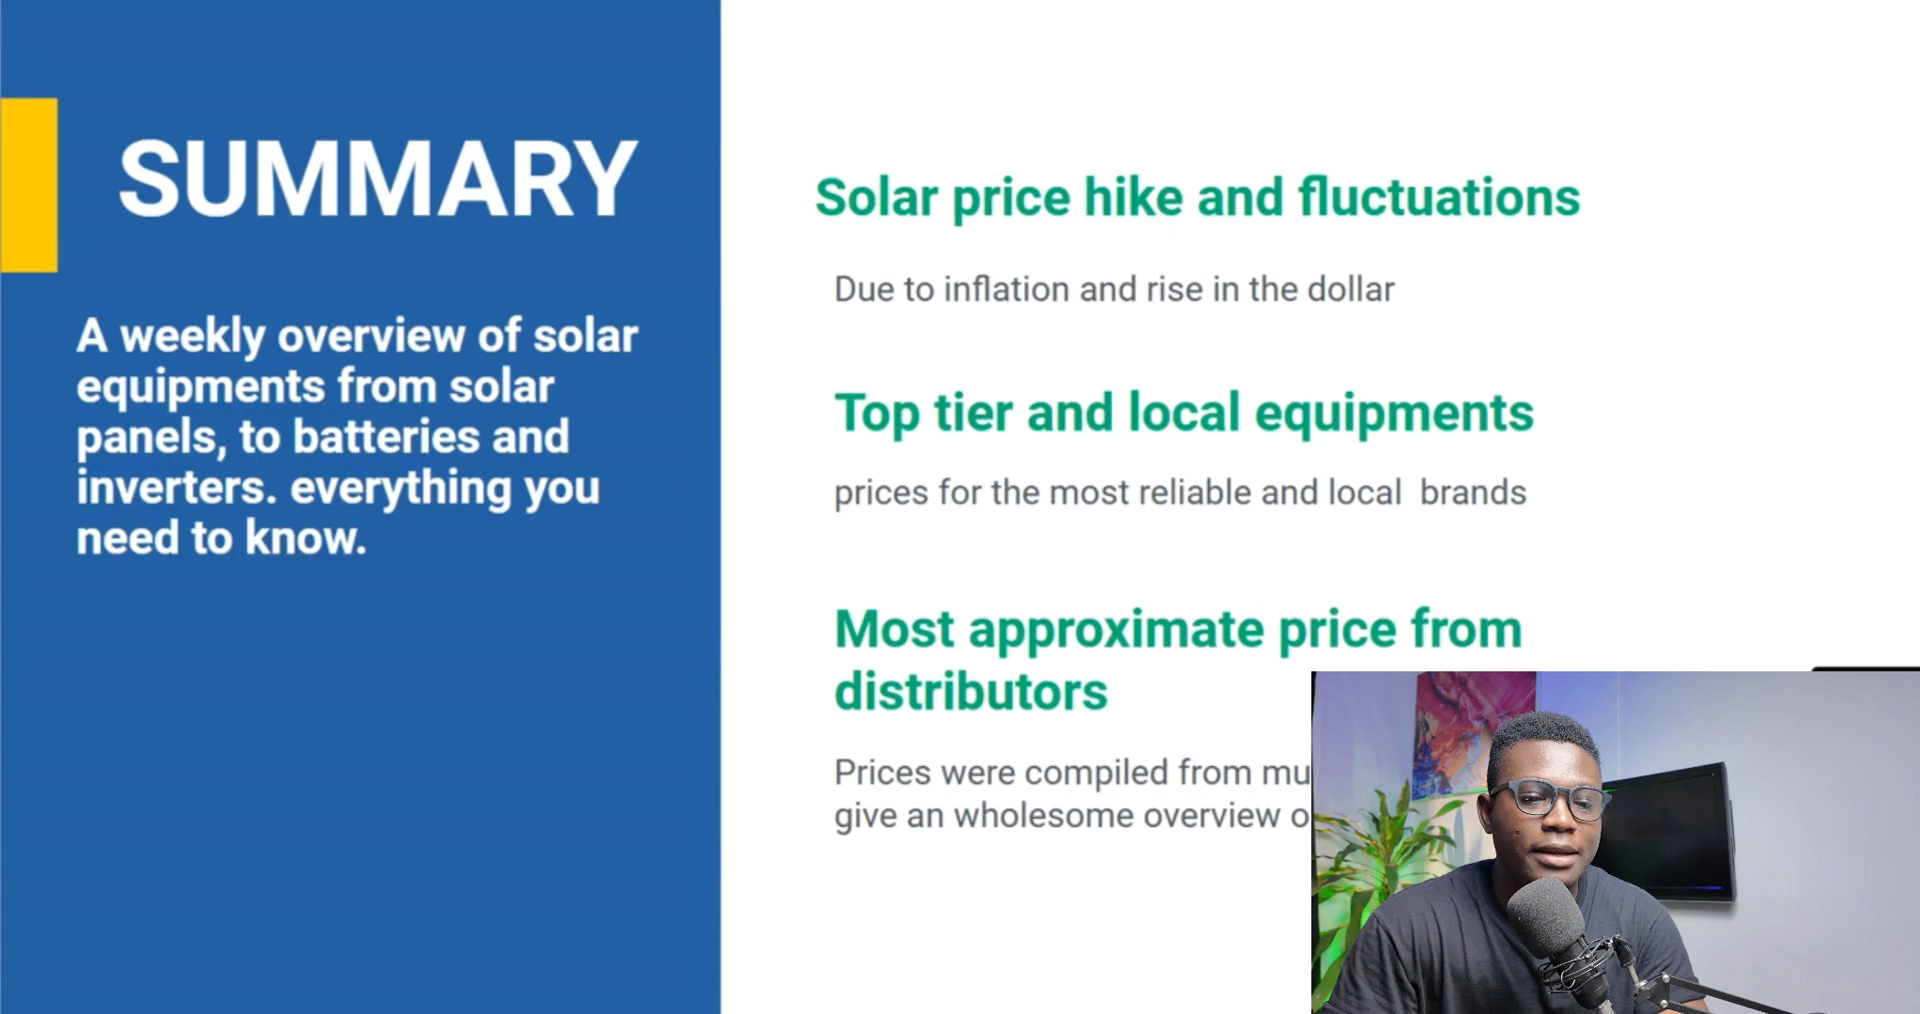 SUMMARY
A weekly overview of solar
equipments from solar
panels, to batteries and
inverters. everything you
need to know.
Solar price hike and fluctuations
Due to inflation and rise in the dollar
Top tier and local equipments
prices for the most reliable and local  brands
Most approximate price from
distributors
Prices were compiled from
give an wholesome overview